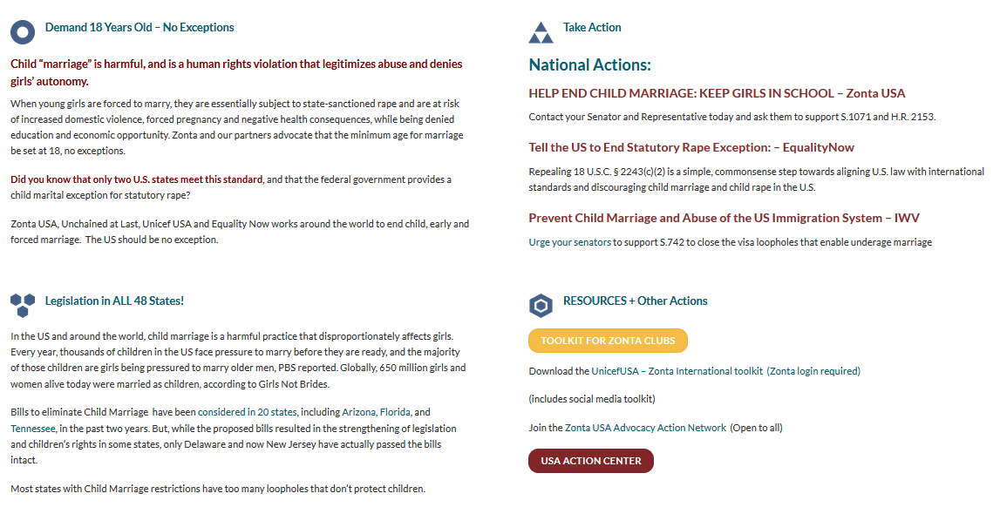 Demand 18 Years Old – No Exceptions
Child “marriage” is harmful, and is a human rights violation that legitimizes abuse and denies
girls’ autonomy.
When young girls are forced to marry, they are essentially subject to state-sanctioned rape and are at risk
of increased domestic violence, forced pregnancy and negative health consequences, while being denied
education and economic opportunity. Zonta and our partners advocate that the minimum age for marriage
be set at 18, no exceptions.
Did you know that only two U.S. states meet this standard, and that the federal government provides a
child marital exception for statutory rape?
Zonta USA, Unchained at Last, Unicef USA and Equality Now works around the world to end child, early and
forced marriage.  The US should be no exception.
Take Action
National Actions:
HELP END CHILD MARRIAGE: KEEP GIRLS IN SCHOOL – Zonta USA
Contact your Senator and Representative today and ask them to support S.1071 and H.R. 2153.
Tell the US to End Statutory Rape Exception: – EqualityNow
Repealing 18 U.S.C. § 2243(c)(2) is a simple, commonsense step towards aligning U.S. law with international
standards and discouraging child marriage and child rape in the U.S.
Prevent Child Marriage and Abuse of the US Immigration System – IWV
Urge your senators to support S.742 to close the visa loopholes that enable underage marriage
Legislation in ALL 48 States!
In the US and around the world, child marriage is a harmful practice that disproportionately affects girls.
Every year, thousands of children in the US face pressure to marry before they are ready, and the majority
of those children are girls being pressured to marry older men, PBS reported. Globally, 650 million girls and
women alive today were married as children, according to Girls Not Brides.
Bills to eliminate Child Marriage  have been considered in 20 states, including Arizona, Florida, and
Tennessee, in the past two years. But, while the proposed bills resulted in the strengthening of legislation
and children’s rights in some states, only Delaware and now New Jersey have actually passed the bills
intact.
Most states with Child Marriage restrictions have too many loopholes that don’t protect children.
RESOURCES + Other Actions
TOOLKIT FOR ZONTA CLUBS
Download the UnicefUSA – Zonta International toolkit  (Zonta login required)
(includes social media toolkit)
Join the Zonta USA Advocacy Action Network  (Open to all)
USA ACTION CENTER